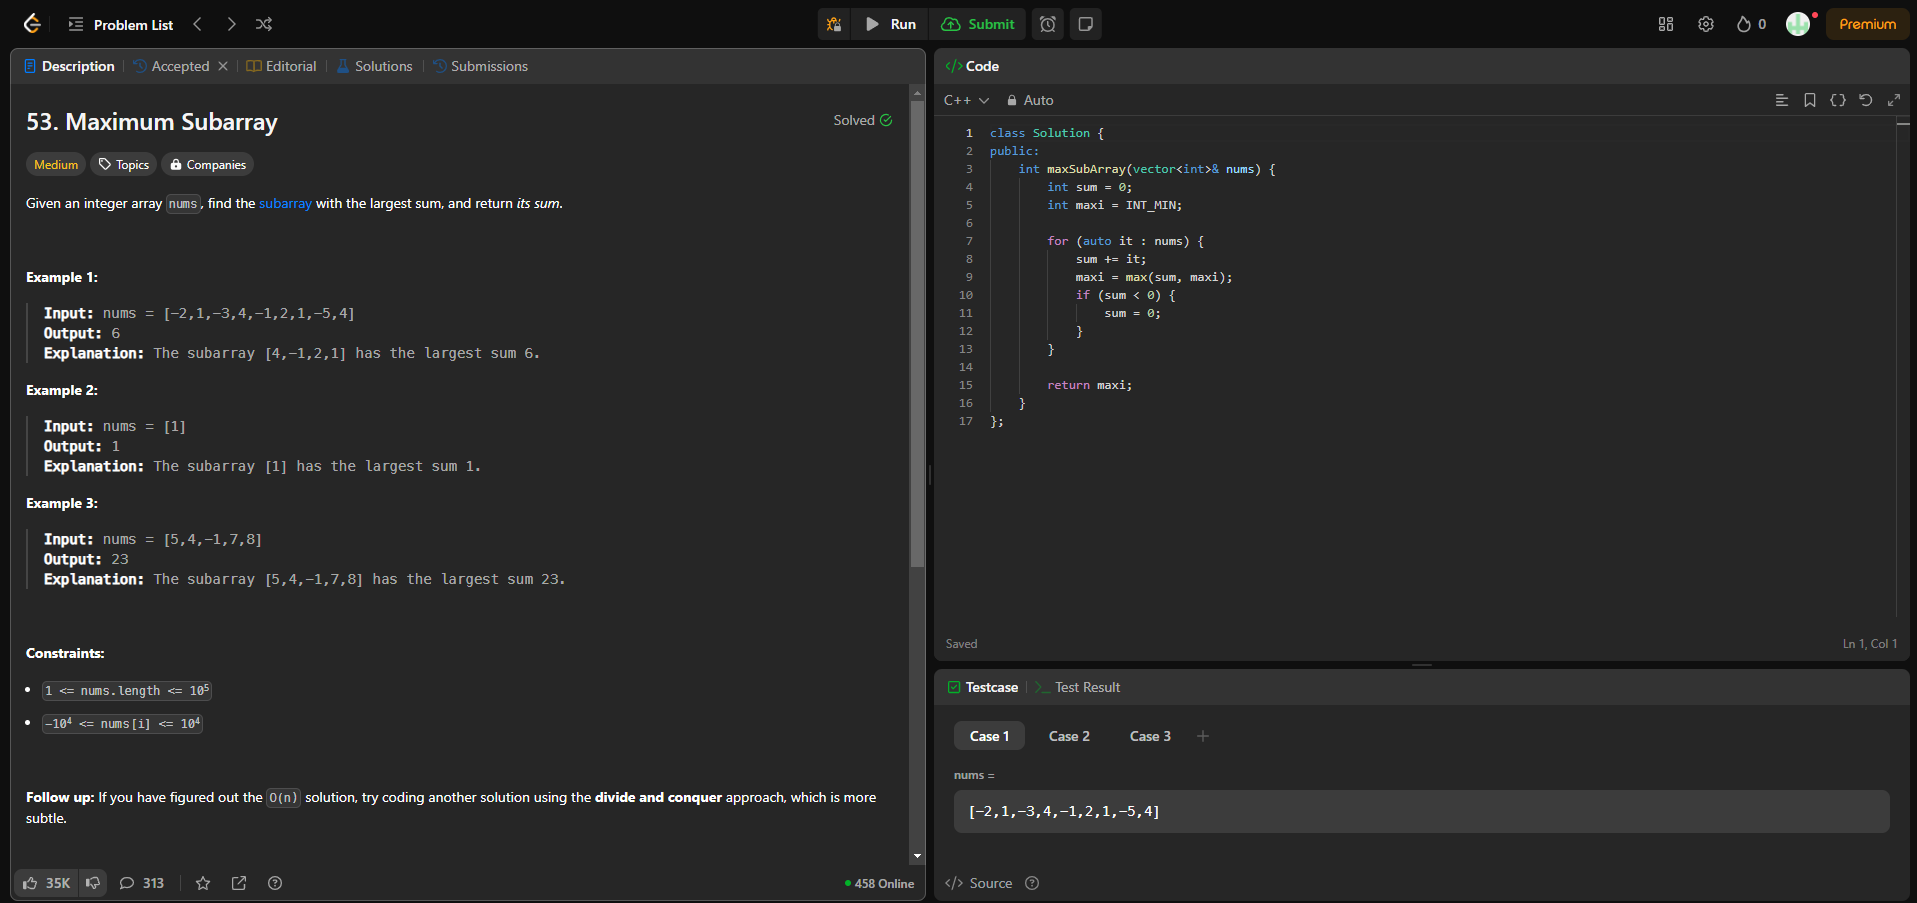 Problem List
Run
Submit
0
Premium
Description
Accepted
Editorial
Solutions
Submissions
53. Maximum Subarray
Solved
Medium
Topics
Companies
Given an integer array nums, find the subarray with the largest sum, and return its sum.
Example 1:
Input: nums = [-2,1,-3,4,-1,2,1,-5,4]
Output: 6
Explanation: The subarray [4,-1,2,1] has the largest sum 6.
Example 2:
Input: nums = [1]
Output: 1
Explanation: The subarray [1] has the largest sum 1.
Example 3:
Input: nums = [5,4,-1,7,8]
Output: 23
Explanation: The subarray [5,4,-1,7,8] has the largest sum 23.
Constraints:
1 <= nums.length <= 10⁵
-10⁴ <= nums[i] <= 10⁴
Follow up: If you have figured out the O(n) solution, try coding another solution using the divide and conquer approach, which is more
subtle.
35K
313
458 Online
</> Code
C++
Auto
1 class Solution {
2 public:
3     int maxSubArray(vector<int>& nums) {
4         int sum = 0;
5         int maxi = INT_MIN;
6
7         for (auto it : nums) {
8             sum += it;
9             maxi = max(sum, maxi);
10             if (sum < 0) {
11                 sum = 0;
12             }
13         }
14
15         return maxi;
16     }
17 };
Saved
Ln 1, Col 1
Testcase
Test Result
Case 1
Case 2
Case 3
+
nums =
[-2,1,-3,4,-1,2,1,-5,4]
</> Source